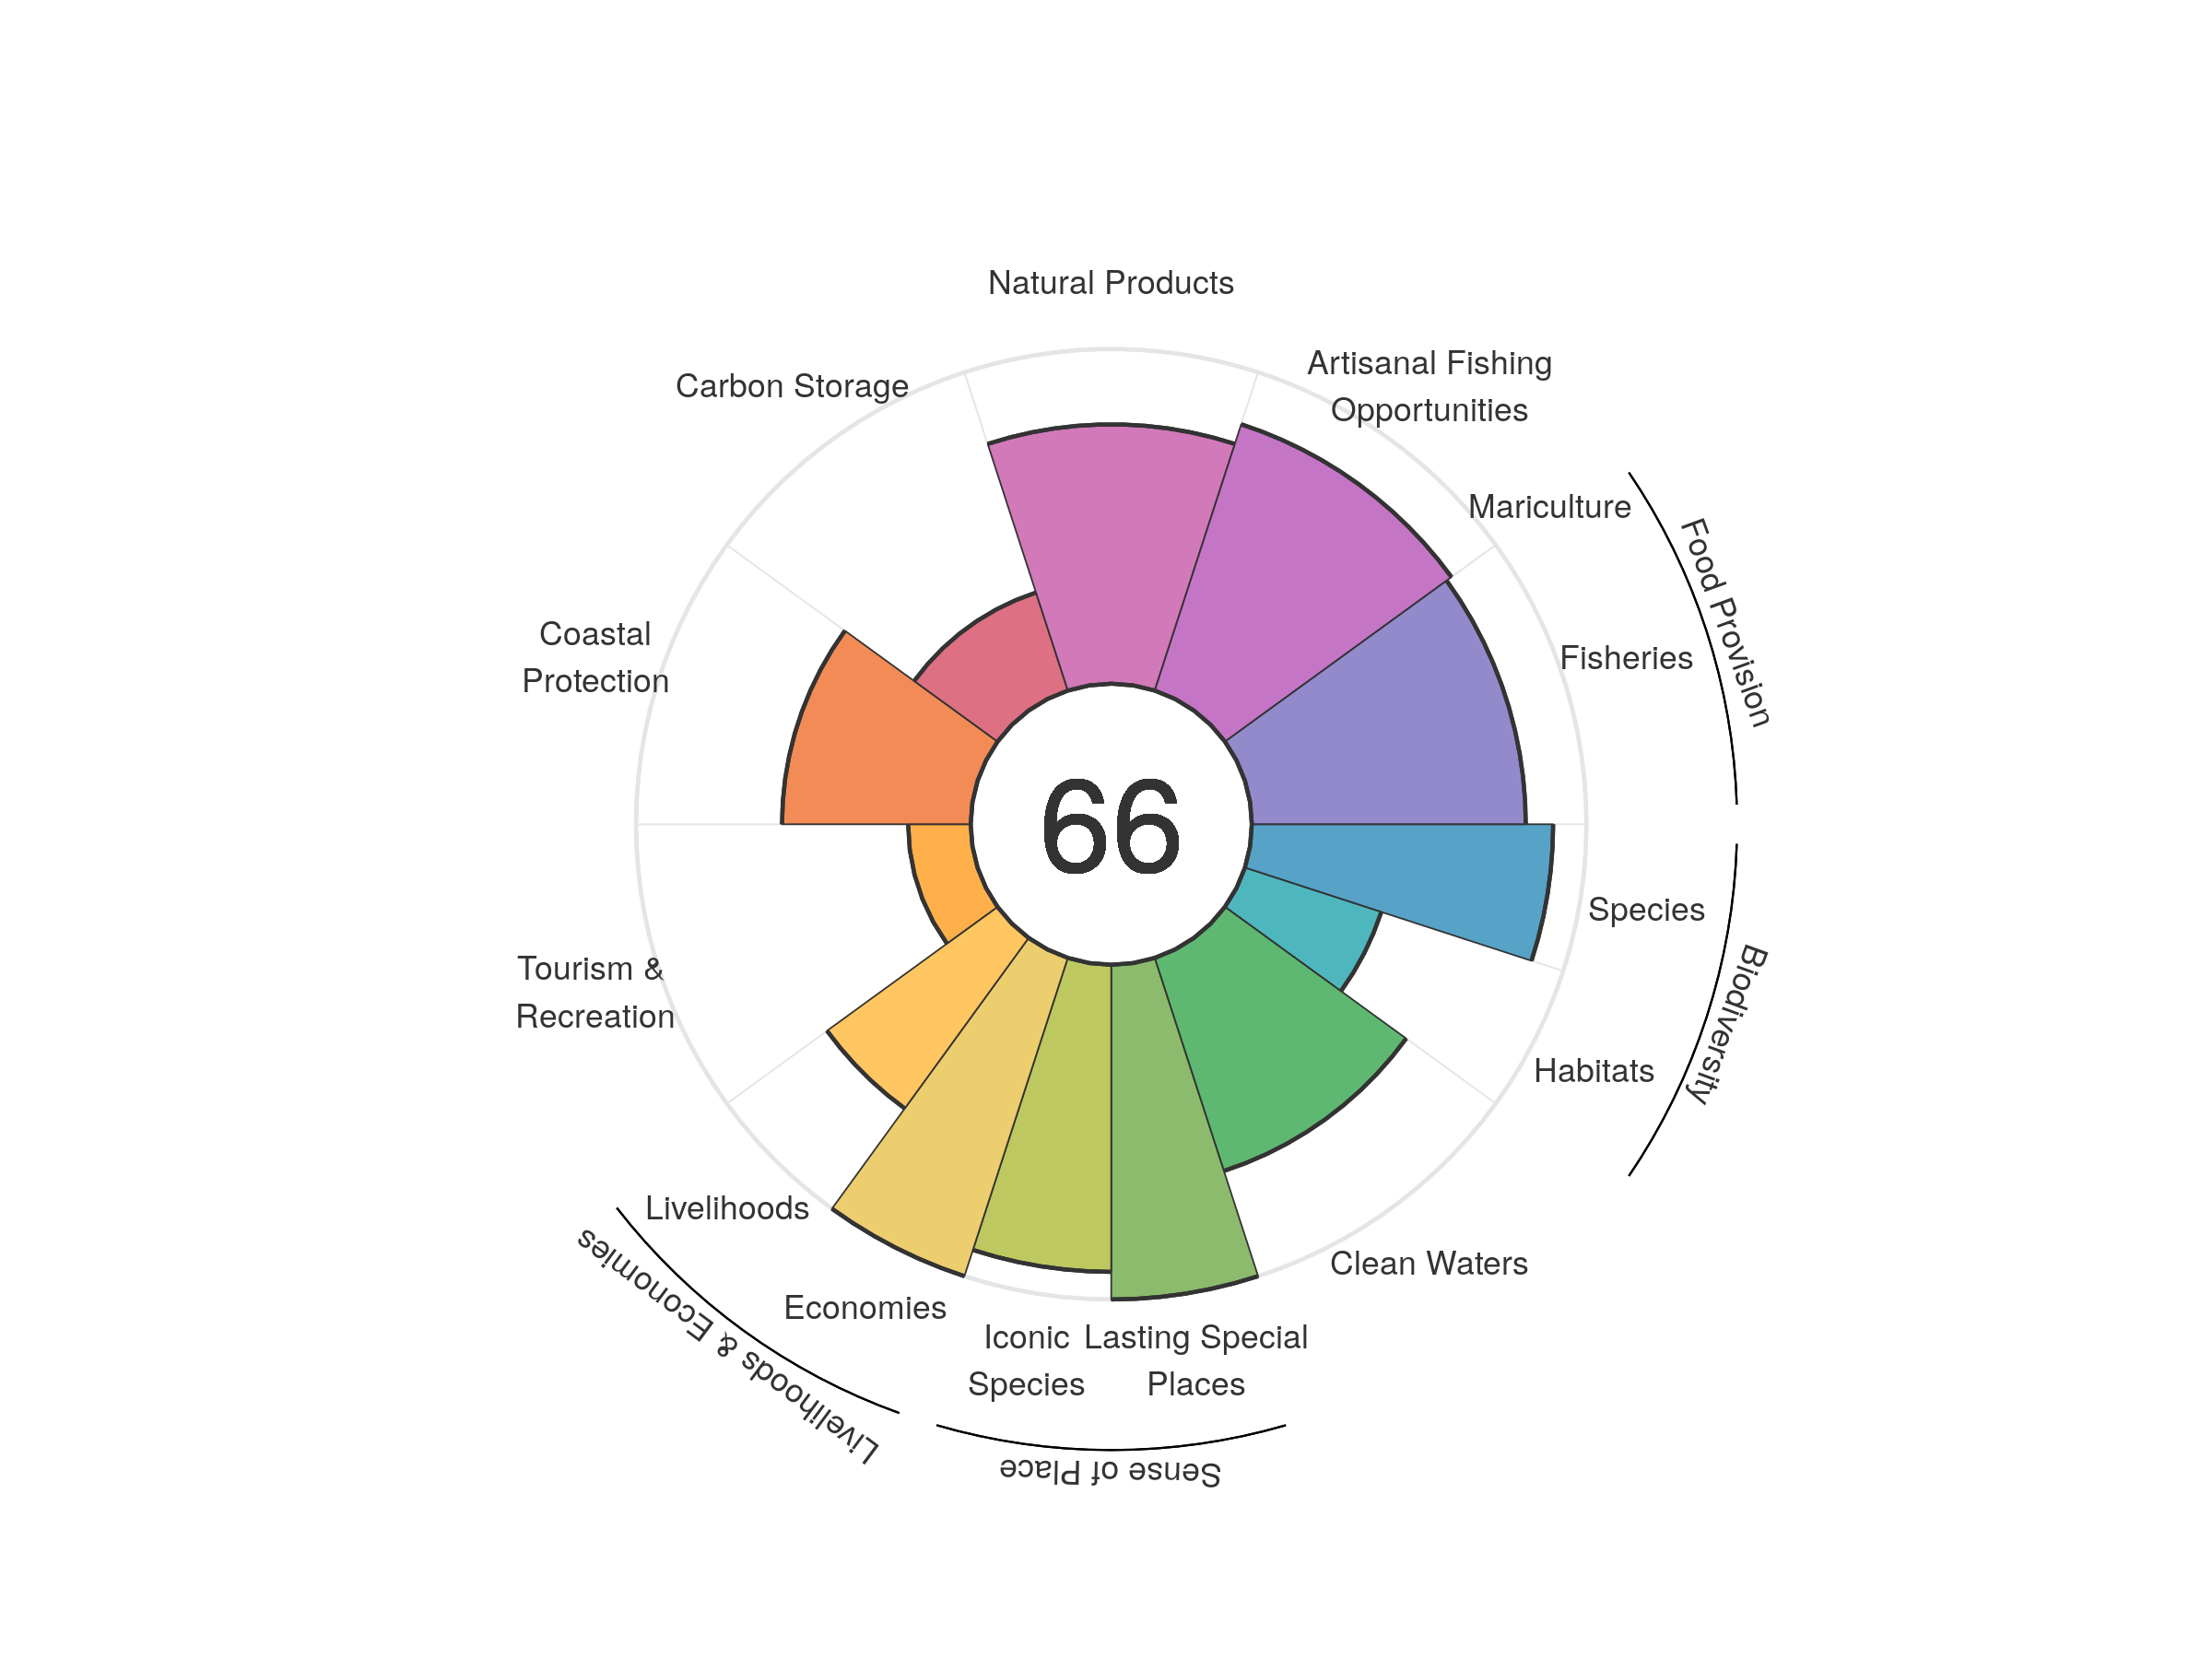 Natural Products
Carbon Storage
Artisanal Fishing
Opportunities
Mariculture
Food Provision
Fisheries
Coastal
Protection
66
Species
Biodiversity
Habitats
Tourism &
Recreation
Livelihoods
Livelihoods & Economies
Economies
Clean Waters
Iconic
Species
Lasting Special
Places
Sense of Place